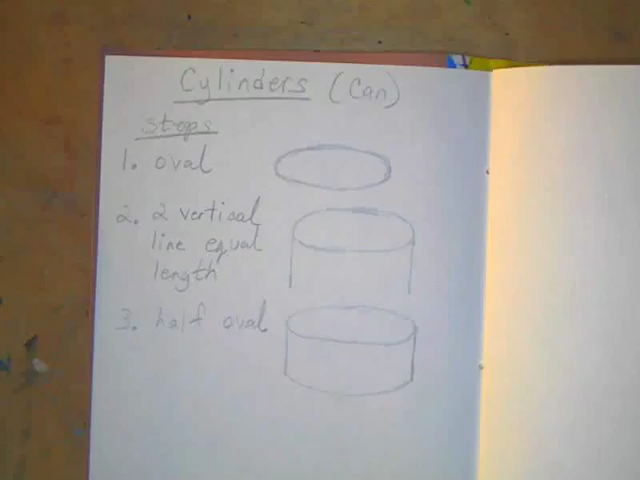 Cylinders (Can)
Steps
1. oval
2. 2 vertical
line equal
length
3. half oval